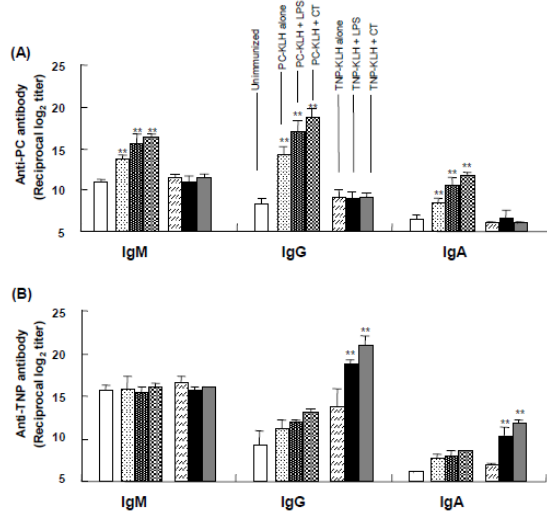 (A)
Unimmunized
PC-KLH alone
PC-KLH + LPS
PC-KLH + CT
TNP-KLH alone
TNP-KLH + LPS
TNP-KLH + CT
Anti-PC antibody
(Reciprocal log2 titer)
25
20
15
10
5
** ** **
** ** **
** ** **
IgM IgG IgA
(B)
Anti-TNP antibody
(Reciprocal log2 titer)
25
20
15
10
5
** **
** **
IgM IgG IgA